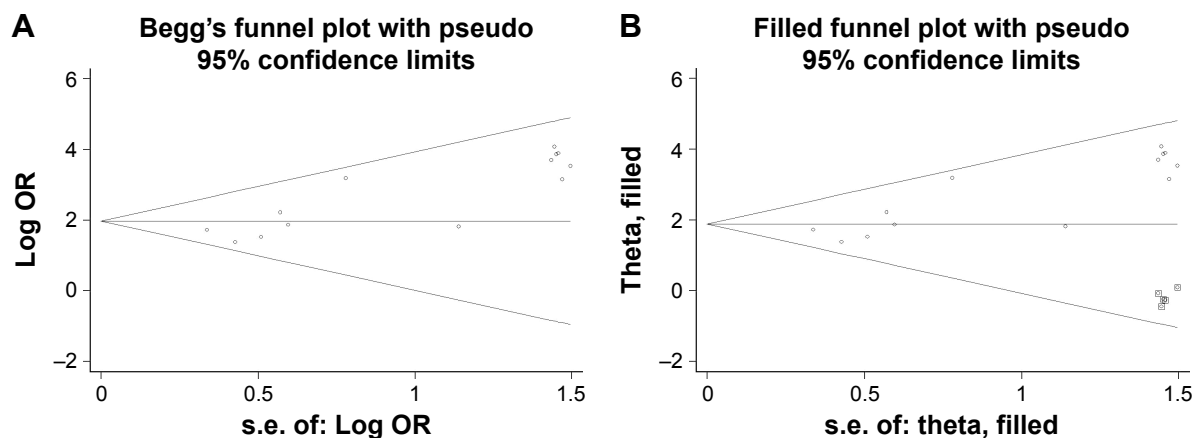 A
Begg’s funnel plot with pseudo
95% confidence limits
6
4
2
0
–2
Log OR
0
0.5
1
1.5
s.e. of: Log OR
B
Filled funnel plot with pseudo
95% confidence limits
6
4
2
0
–2
Theta, filled
0
0.5
1
1.5
s.e. of: theta, filled